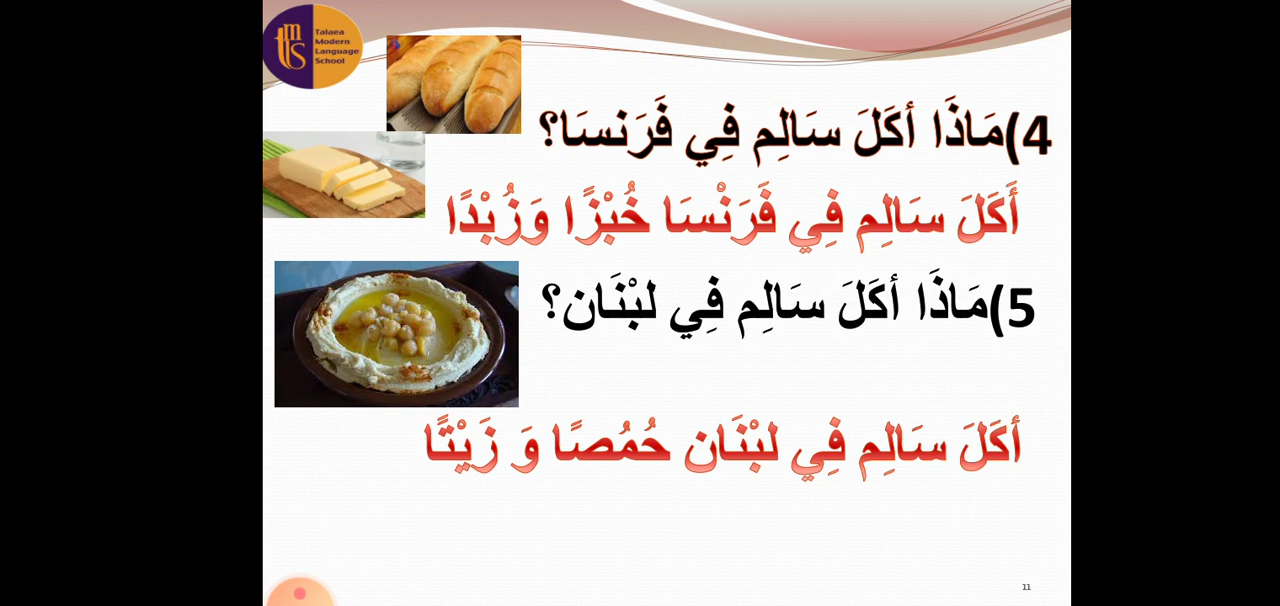 Talaea
Modern
Language
School
4)مَاذَا أكَلَ سَالِم فِي فَرَنسَا؟
أَكَلَ سَالِم فِي فَرَنْسَا خُبْزًا وَزُبْدًا
5)مَاذَا أكَلَ سَالِم فِي لبْنَان؟
أكَلَ سَالِم فِي لبْنَان حُمُصًا وَ زَيْتًا
11